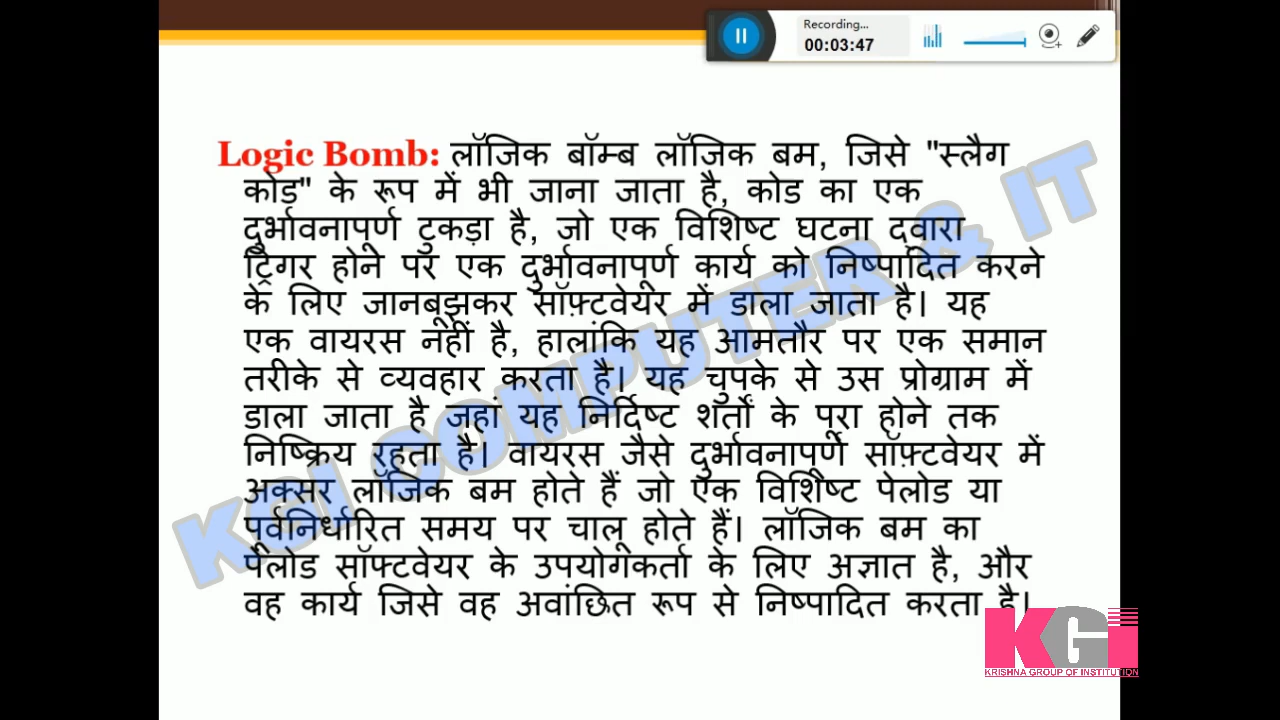 Recording...
00:03:47
Logic Bomb: लॉजिक बॉम्ब लॉजिक बम, जिसे "स्लैग
कोड" के रूप में भी जाना जाता है, कोड का एक
दुर्भावनापूर्ण टुकड़ा है, जो एक विशिष्ट घटना द्वारा
ट्रिगर होने पर एक दुर्भावनापूर्ण कार्य को निष्पादित करने
के लिए जानबूझकर सॉफ़्टवेयर में डाला जाता है। यह
एक वायरस नहीं है, हालांकि यह आमतौर पर एक समान
तरीके से व्यवहार करता है। यह चुपके से उस प्रोग्राम में
डाला जाता है जहां यह निर्दिष्ट शर्तों के पूरा होने तक
निष्क्रिय रहता है। वायरस जैसे दुर्भावनापूर्ण सॉफ़्टवेयर में
अक्सर लॉजिक बम होते हैं जो एक विशिष्ट पेलोड या
पूर्वनिर्धारित समय पर चालू होते हैं। लॉजिक बम का
पेलोड सॉफ्टवेयर के उपयोगकर्ता के लिए अज्ञात है, और
वह कार्य जिसे वह अवांछित रूप से निष्पादित करता है।
KGI COMPUTER & IT
KGI
KRISHNA GROUP OF INSTITUTION